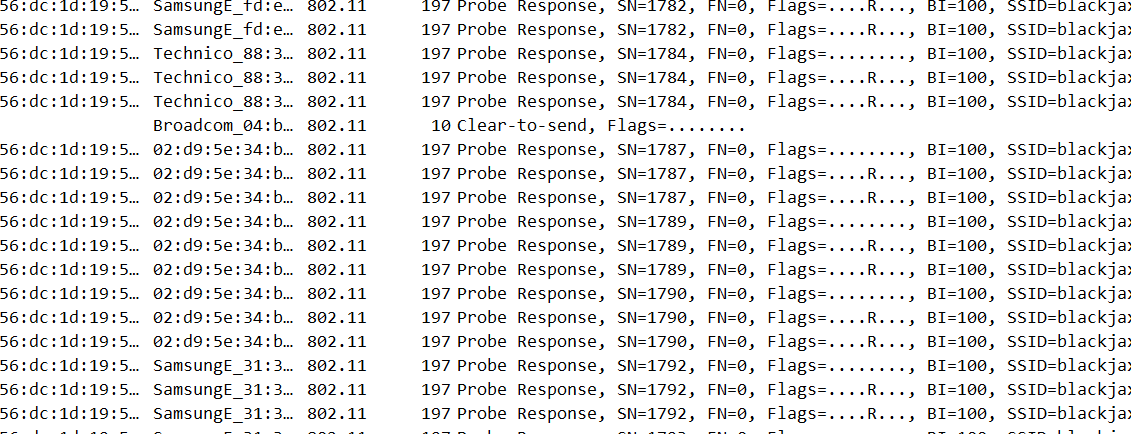 56:dc:1d:19:5… SamsungE_fd:e… 802.11 197 Probe Response, SN=1782, FN=0, Flags=....R..., BI=100, SSID=blackja
56:dc:1d:19:5… SamsungE_fd:e… 802.11 197 Probe Response, SN=1782, FN=0, Flags=....R..., BI=100, SSID=blackja
56:dc:1d:19:5… Technico_88:3… 802.11 197 Probe Response, SN=1784, FN=0, Flags=........, BI=100, SSID=blackja
56:dc:1d:19:5… Technico_88:3… 802.11 197 Probe Response, SN=1784, FN=0, Flags=....R..., BI=100, SSID=blackja
56:dc:1d:19:5… Technico_88:3… 802.11 197 Probe Response, SN=1784, FN=0, Flags=....R..., BI=100, SSID=blackja
Broadcom_04:b… 802.11 10 Clear-to-send, Flags=........
56:dc:1d:19:5… 02:d9:5e:34:b… 802.11 197 Probe Response, SN=1787, FN=0, Flags=........, BI=100, SSID=blackja
56:dc:1d:19:5… 02:d9:5e:34:b… 802.11 197 Probe Response, SN=1787, FN=0, Flags=....R..., BI=100, SSID=blackja
56:dc:1d:19:5… 02:d9:5e:34:b… 802.11 197 Probe Response, SN=1787, FN=0, Flags=....R..., BI=100, SSID=blackja
56:dc:1d:19:5… 02:d9:5e:34:b… 802.11 197 Probe Response, SN=1789, FN=0, Flags=........, BI=100, SSID=blackja
56:dc:1d:19:5… 02:d9:5e:34:b… 802.11 197 Probe Response, SN=1789, FN=0, Flags=....R..., BI=100, SSID=blackja
56:dc:1d:19:5… 02:d9:5e:34:b… 802.11 197 Probe Response, SN=1789, FN=0, Flags=....R..., BI=100, SSID=blackja
56:dc:1d:19:5… 02:d9:5e:34:b… 802.11 197 Probe Response, SN=1790, FN=0, Flags=........, BI=100, SSID=blackja
56:dc:1d:19:5… 02:d9:5e:34:b… 802.11 197 Probe Response, SN=1790, FN=0, Flags=....R..., BI=100, SSID=blackja
56:dc:1d:19:5… 02:d9:5e:34:b… 802.11 197 Probe Response, SN=1790, FN=0, Flags=....R..., BI=100, SSID=blackja
56:dc:1d:19:5… SamsungE_31:3… 802.11 197 Probe Response, SN=1792, FN=0, Flags=........, BI=100, SSID=blackja
56:dc:1d:19:5… SamsungE_31:3… 802.11 197 Probe Response, SN=1792, FN=0, Flags=....R..., BI=100, SSID=blackja
56:dc:1d:19:5… SamsungE_31:3… 802.11 197 Probe Response, SN=1792, FN=0, Flags=....R..., BI=100, SSID=blackja